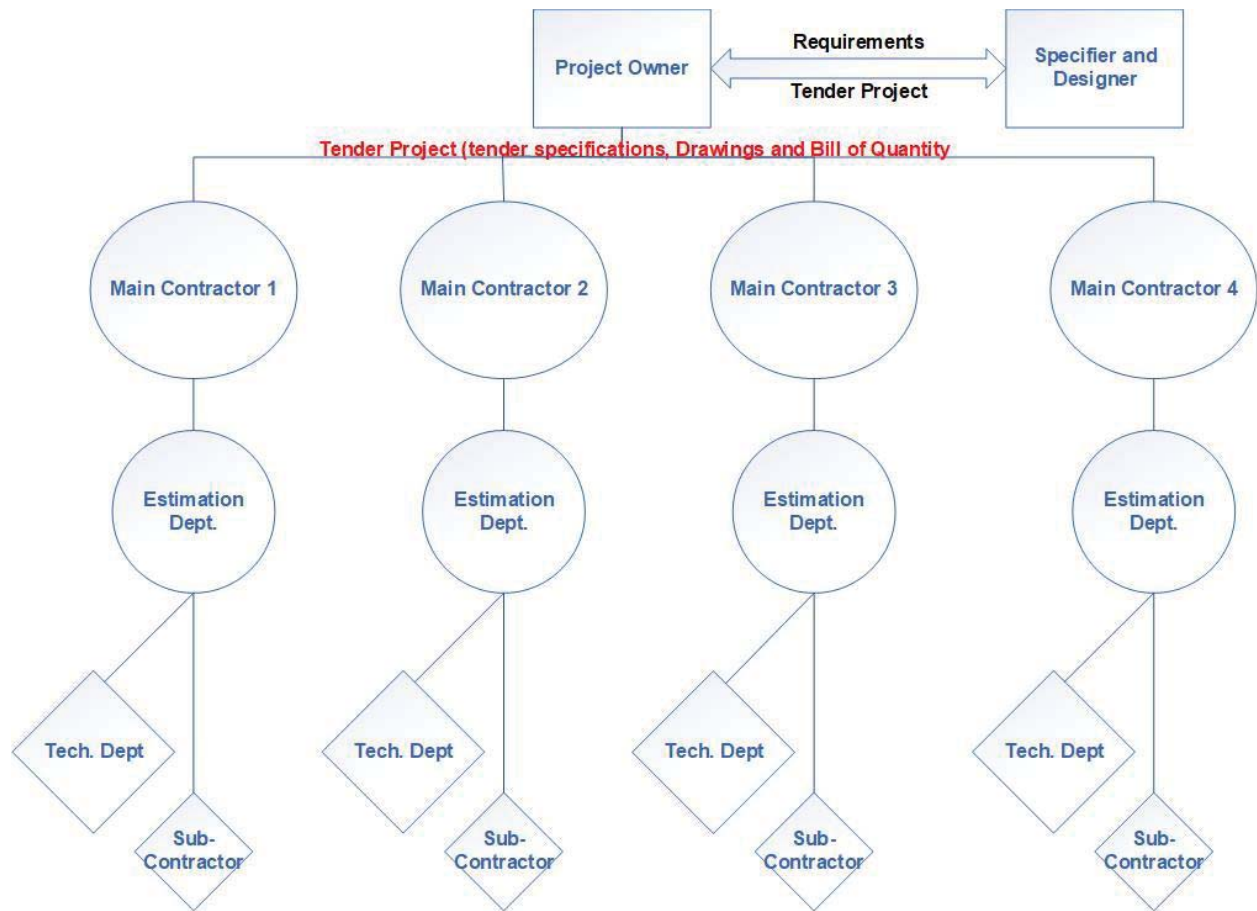 Requirements
Project Owner
Specifier and
Designer
Tender Project
Tender Project (tender specifications, Drawings and Bill of Quantity
Main Contractor 1
Main Contractor 2
Main Contractor 3
Main Contractor 4
Estimation
Dept.
Estimation
Dept.
Estimation
Dept.
Estimation
Dept.
Tech. Dept
Tech. Dept
Tech. Dept
Tech. Dept
Sub-
Contractor
Sub-
Contractor
Sub-
Contractor
Sub-
Contractor